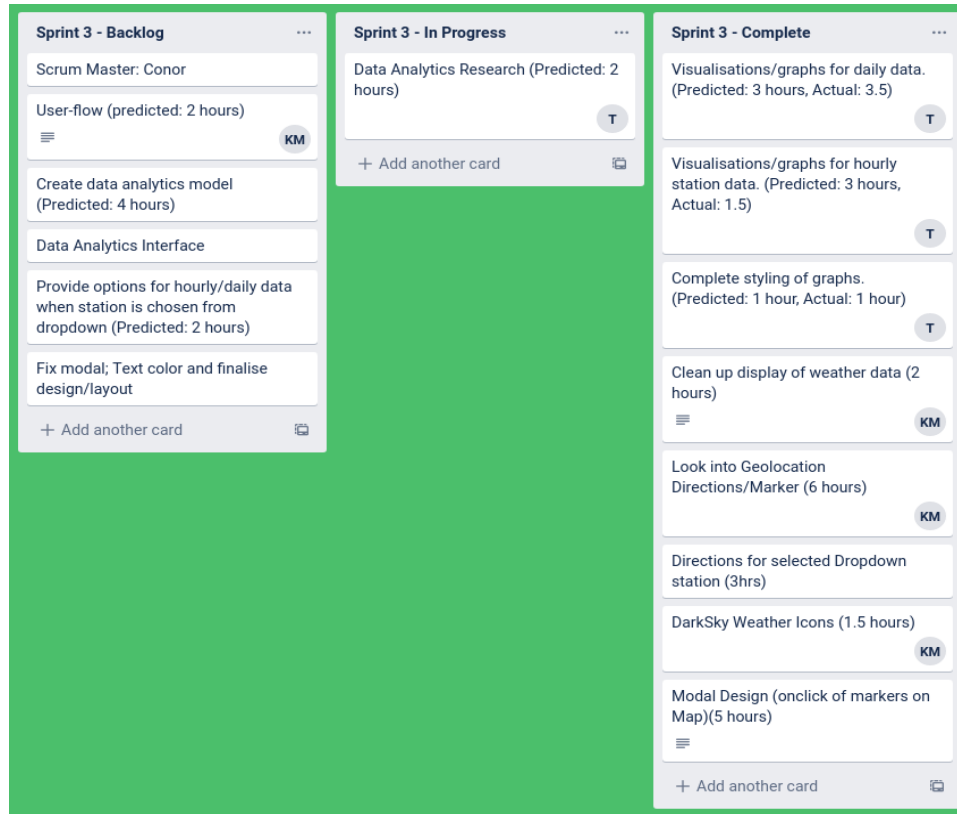 Sprint 3 - Backlog
Scrum Master: Conor
User-flow (predicted: 2 hours)
KM
Create data analytics model
(Predicted: 4 hours)
Data Analytics Interface
Provide options for hourly/daily data
when station is chosen from
dropdown (Predicted: 2 hours)
Fix modal; Text color and finalise
design/layout
+ Add another card
Sprint 3 - In Progress
Data Analytics Research (Predicted: 2
hours)
T
+ Add another card
Sprint 3 - Complete
Visualisations/graphs for daily data.
(Predicted: 3 hours, Actual: 3.5)
T
Visualisations/graphs for hourly
station data. (Predicted: 3 hours,
Actual: 1.5)
T
Complete styling of graphs.
(Predicted: 1 hour, Actual: 1 hour)
T
Clean up display of weather data (2
hours)
KM
Look into Geolocation
Directions/Marker (6 hours)
KM
Directions for selected Dropdown
station (3hrs)
DarkSky Weather Icons (1.5 hours)
KM
Modal Design (onclick of markers on
Map)(5 hours)
+ Add another card